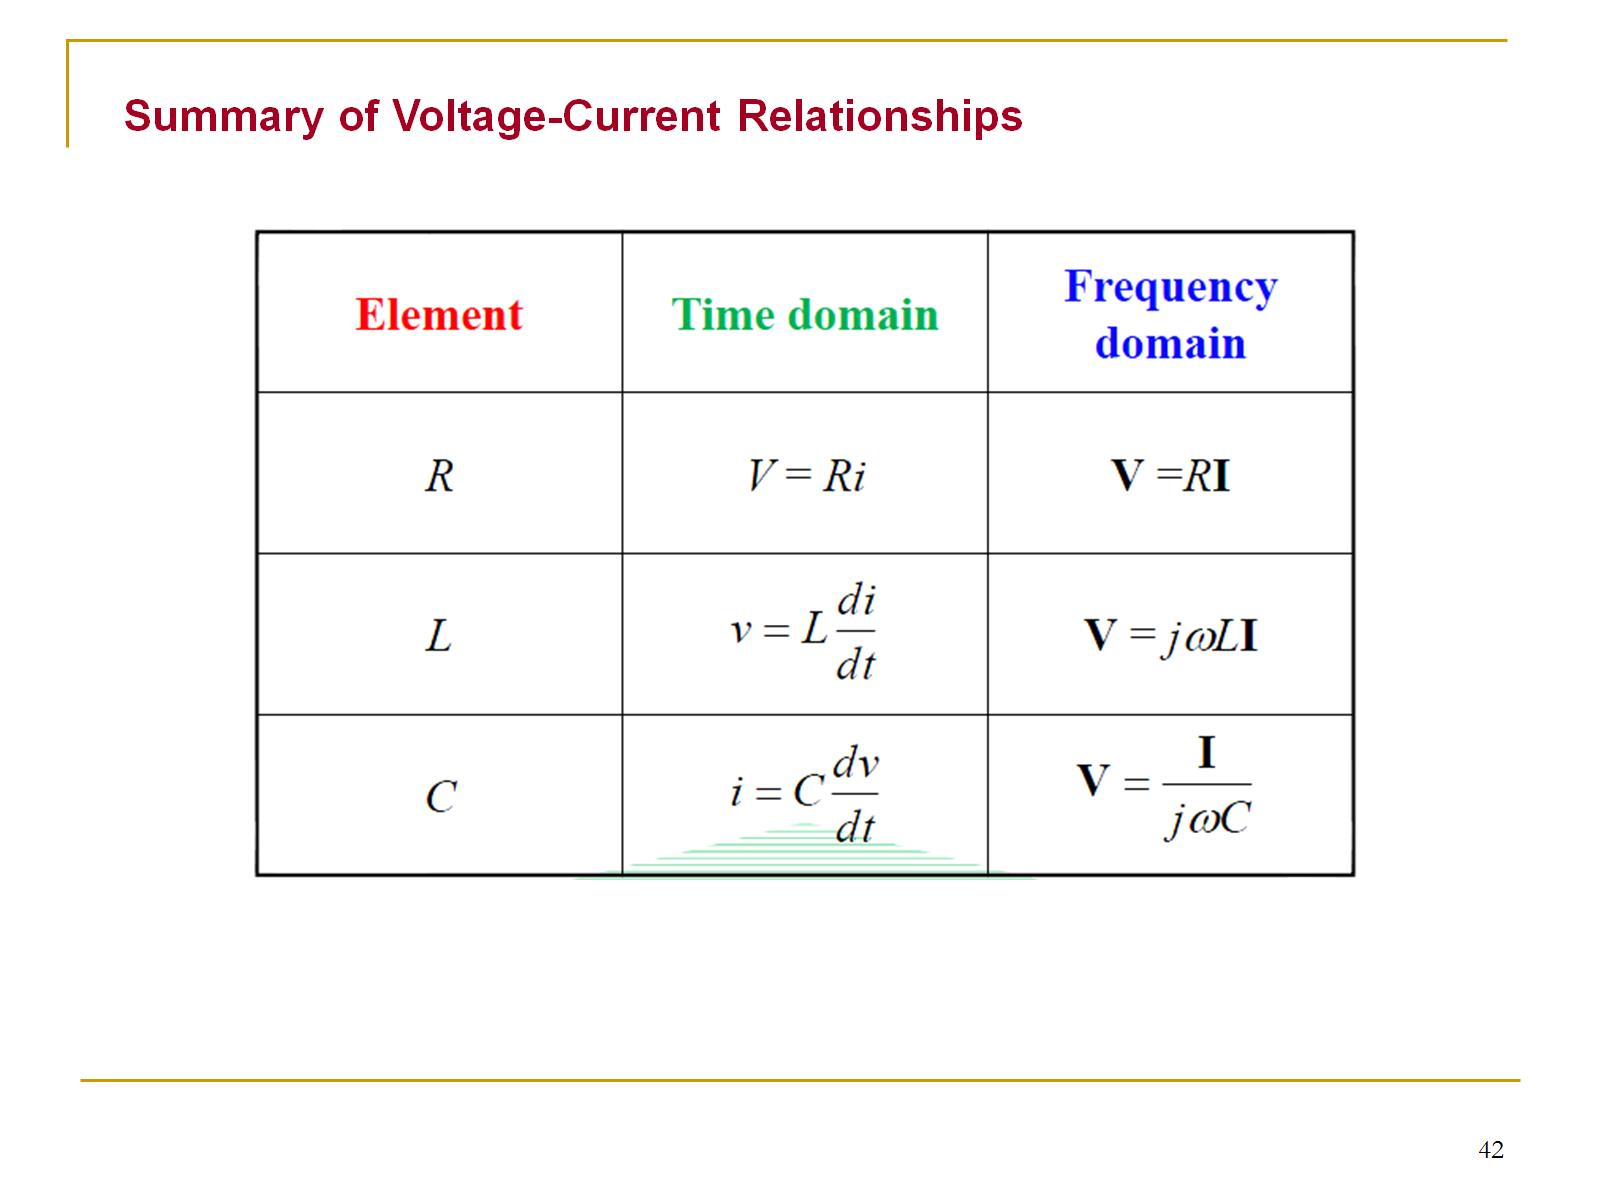 Summary of Voltage-Current Relationships
Element
Time domain
Frequency
domain
R
V = Ri
V =RI
L
v = L di/dt
V = jωLI
C
i = C dv/dt
V = I/jωC
42